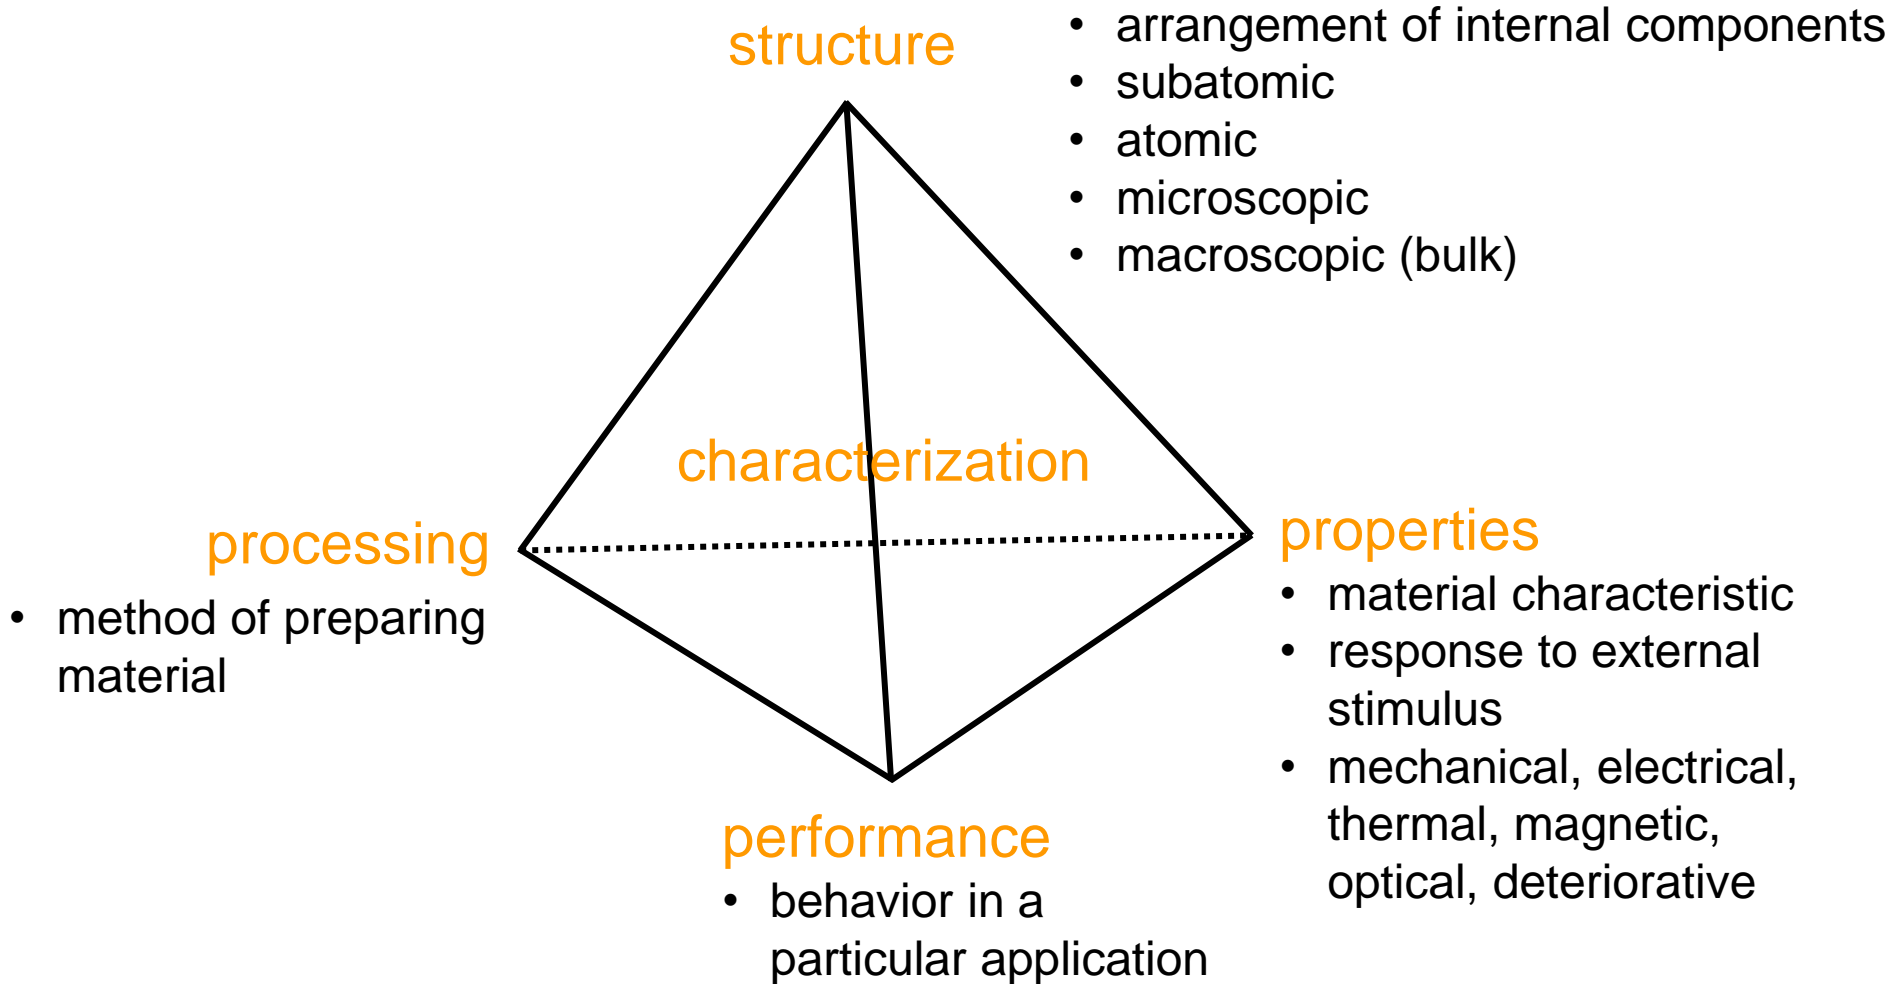 structure
• arrangement of internal components
• subatomic
• atomic
• microscopic
• macroscopic (bulk)
characterization
processing
• method of preparing
material
properties
• material characteristic
• response to external
stimulus
• mechanical, electrical,
thermal, magnetic,
optical, deteriorative
performance
• behavior in a
particular application